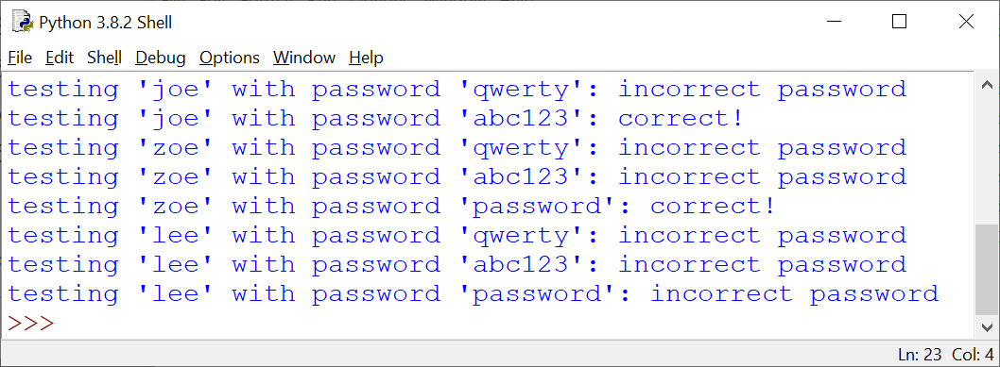 Python 3.8.2 Shell
File Edit Shell Debug Options Window Help
testing 'joe' with password 'qwerty': incorrect password
testing 'joe' with password 'abc123': correct!
testing 'zoe' with password 'qwerty': incorrect password
testing 'zoe' with password 'abc123': incorrect password
testing 'zoe' with password 'password': correct!
testing 'lee' with password 'qwerty': incorrect password
testing 'lee' with password 'abc123': incorrect password
testing 'lee' with password 'password': incorrect password
>>>
Ln: 23 Col: 4